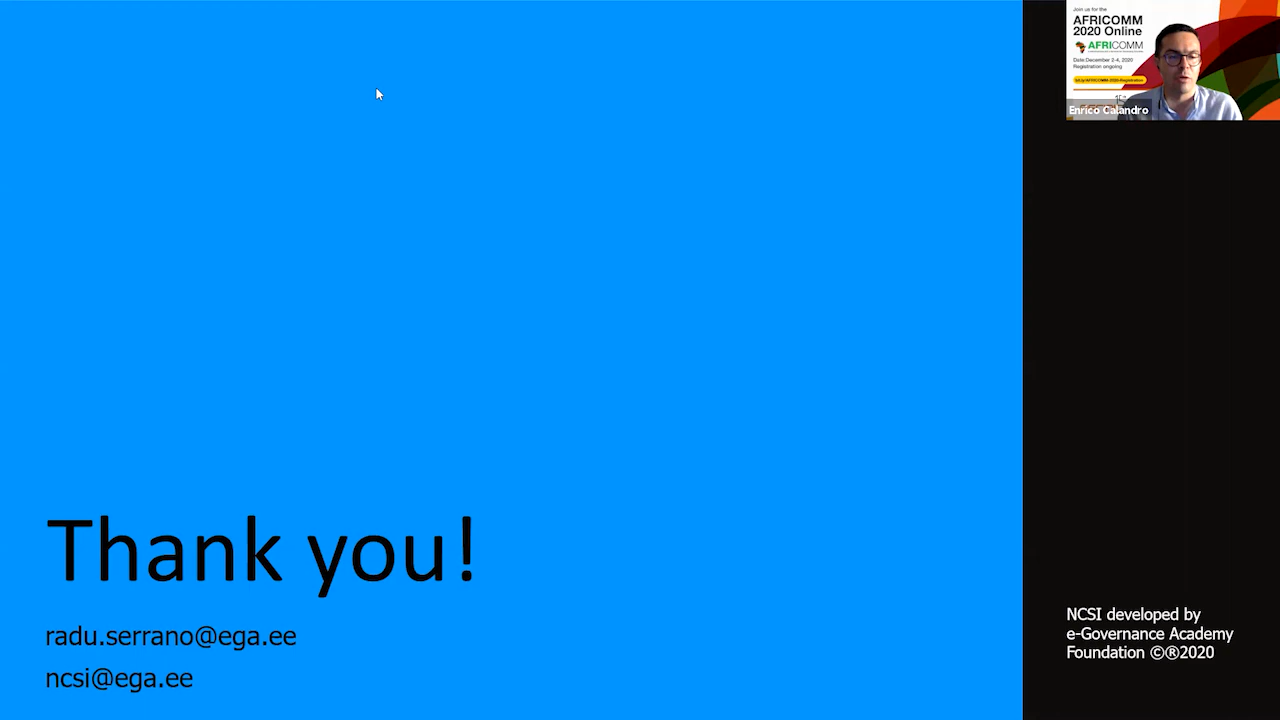 Join us for the
AFRICOMM
2020 Online
AFRICOMM
Date December 2-4, 2020
Registration ongoing
Enrico Calandro
Thank you!
radu.serrano@ega.ee
ncsi@ega.ee
NCSI developed by
e-Governance Academy
Foundation ©®2020